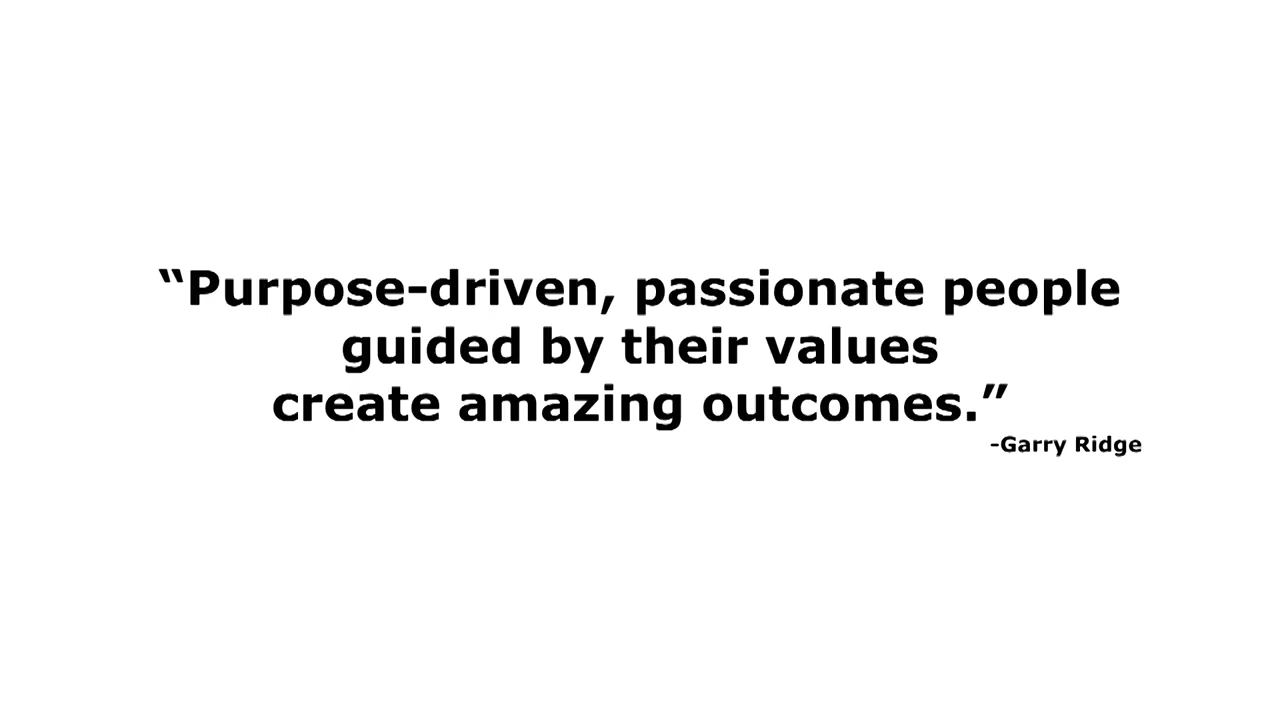 “Purpose-driven, passionate people
guided by their values
create amazing outcomes.”
-Garry Ridge